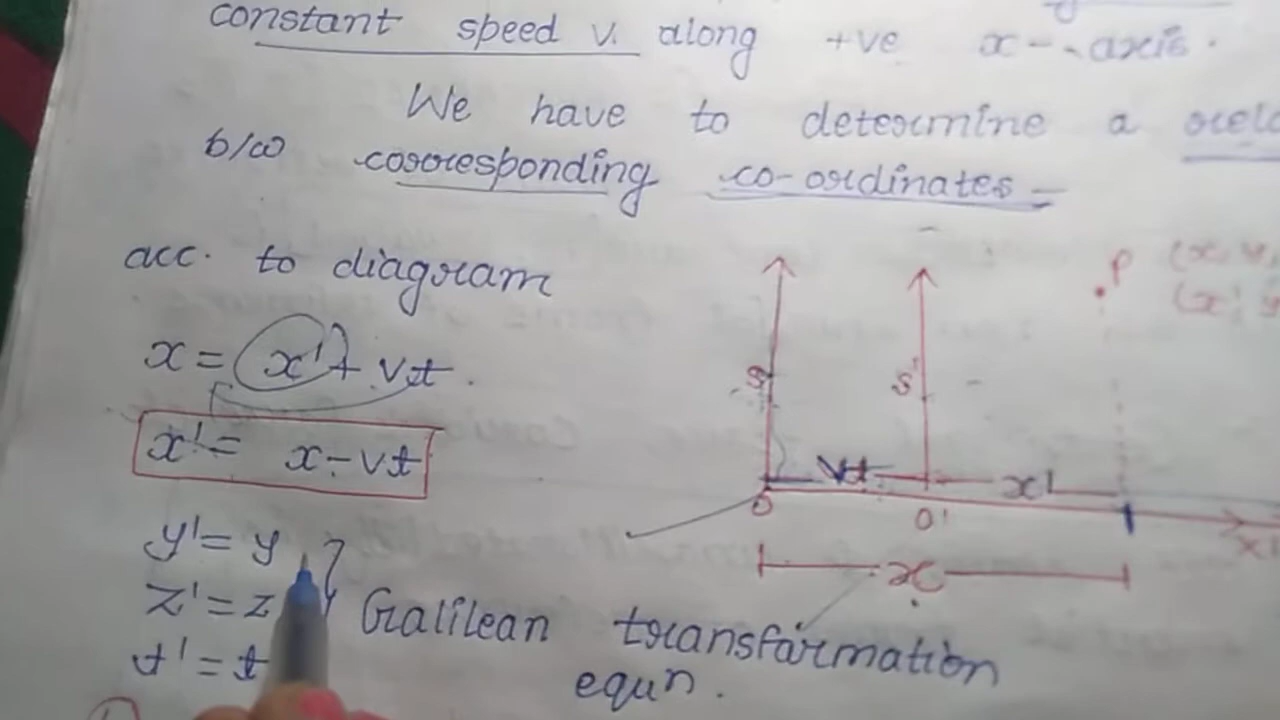 constant speed v. along +ve x-axis.
We have to determine a
b/w corresponding co-ordinates -
acc. to diagram
x = x' + vt.
x' = x - vt
y' = y
z' = z
t' = t
Galilean transformation
equn.
P
S
S'
vt
x'
O
O'
x